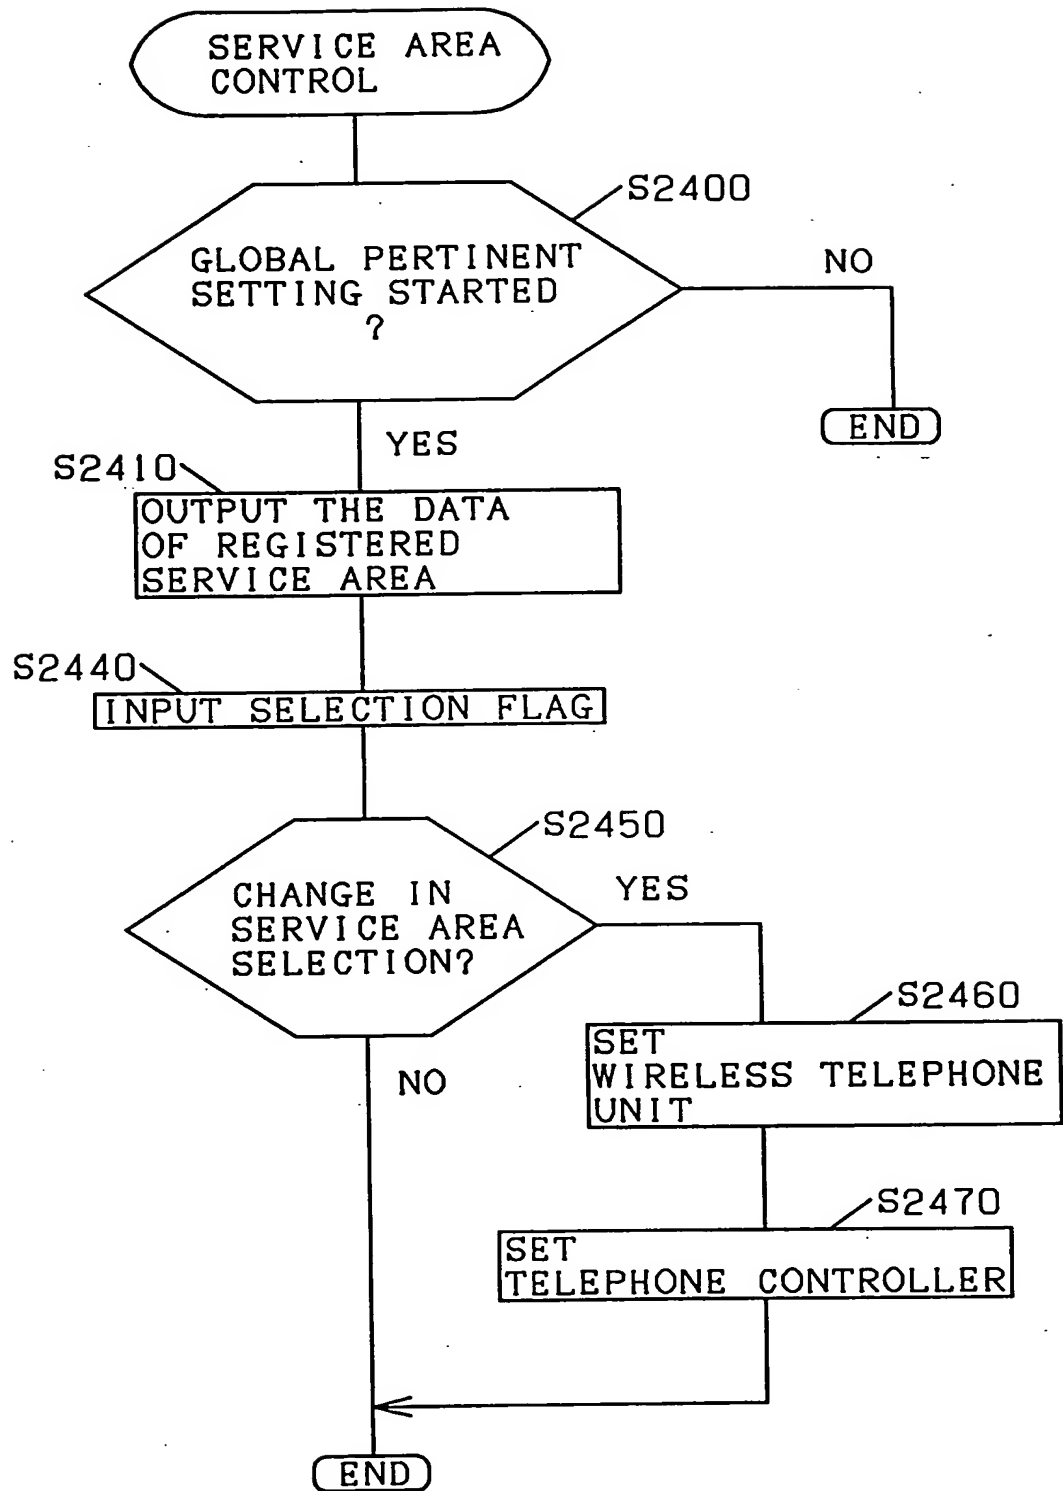 SERVICE AREA
CONTROL
S2400
GLOBAL PERTINENT
SETTING STARTED
?
NO
END
YES
S2410
OUTPUT THE DATA
OF REGISTERED
SERVICE AREA
S2440
INPUT SELECTION FLAG
S2450
CHANGE IN
SERVICE AREA
SELECTION?
YES
S2460
SET
WIRELESS TELEPHONE
UNIT
NO
S2470
SET
TELEPHONE CONTROLLER
END